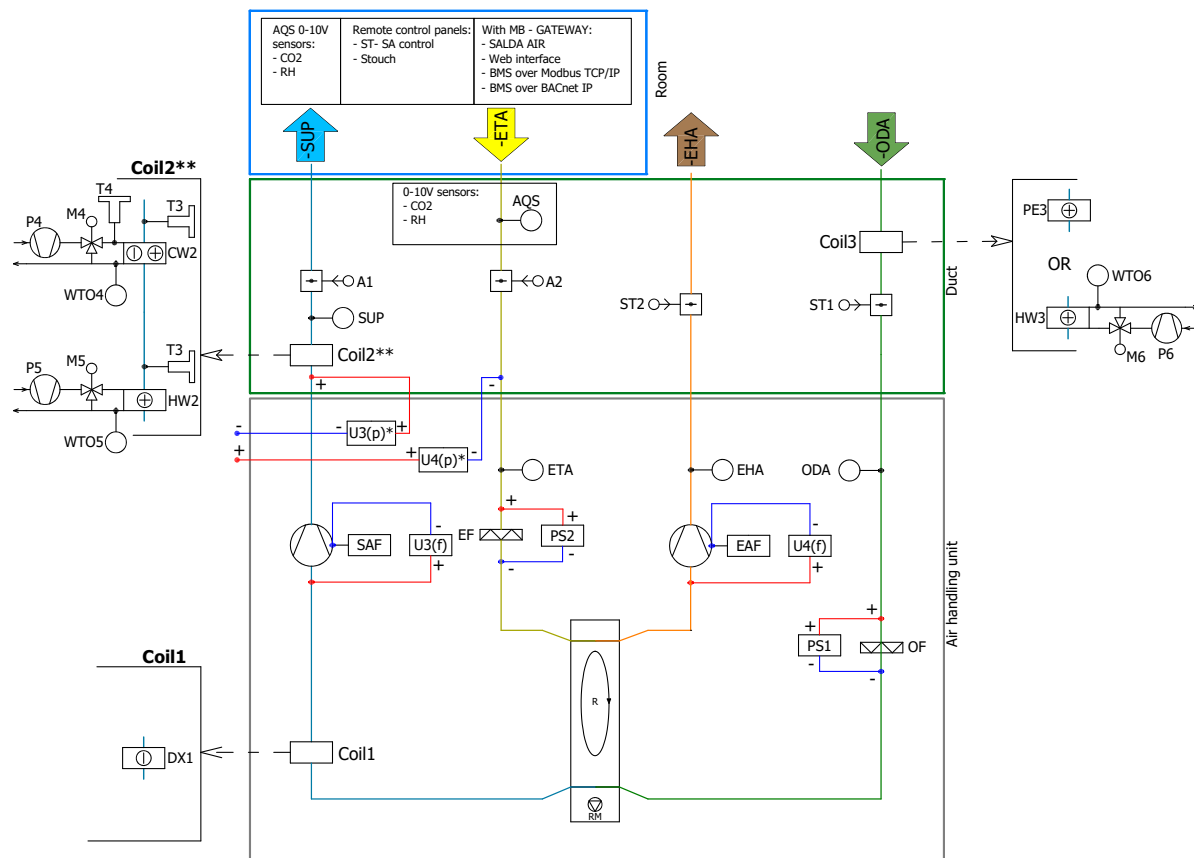 AQS 0-10V
sensors:
- CO2
- RH
Remote control panels:
- ST- SA control
- Stouch
With MB - GATEWAY:
- SALDA AIR
- Web interface
- BMS over Modbus TCP/IP
- BMS over BACnet IP
Room
-SUP
-ETA
-EHA
-ODA
Coil2**
T4
T3
P4
M4
CW2
WTO4
T3
P5
M5
HW2
WTO5
0-10V sensors:
- CO2
- RH
AQS
A1
A2
ST2
ST1
SUP
Coil2**
Coil3
Duct
PE3
OR
WTO6
HW3
M6
P6
+
-
-
-
+
U3(p)*
+
+
U4(p)*
-
ETA
EHA
ODA
SAF
-
U3(f)
+
EF
+
+
PS2
-
-
EAF
-
U4(f)
+
+
+
PS1
-
-
OF
Air handling unit
R
RM
Coil1
DX1
Coil1